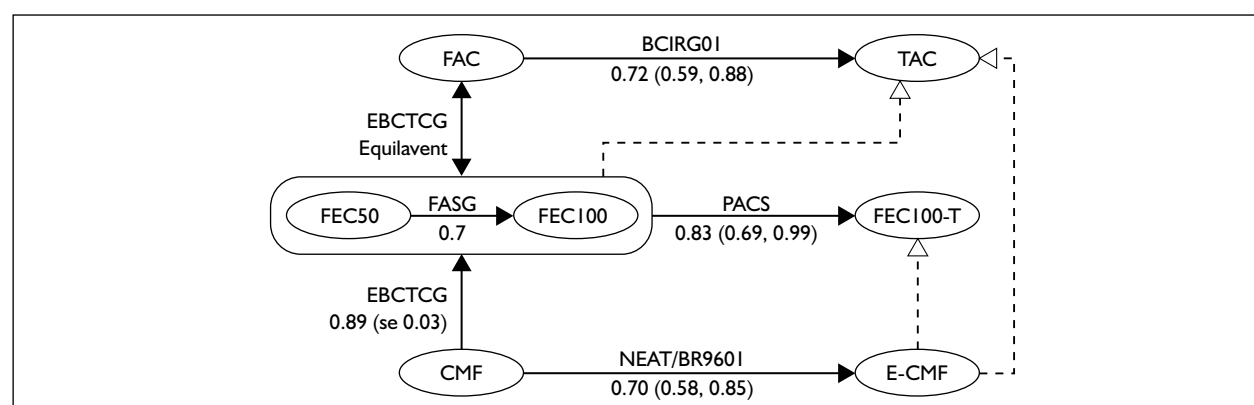 BCIRG01
FAC
TAC
0.72 (0.59, 0.88)
EBCTCG
Equilavent
FASG
PACS
FEC50
FEC100
FEC100-T
0.7
0.83 (0.69, 0.99)
EBCTCG
0.89 (se 0.03)
NEAT/BR9601
CMF
E-CMF
0.70 (0.58, 0.85)